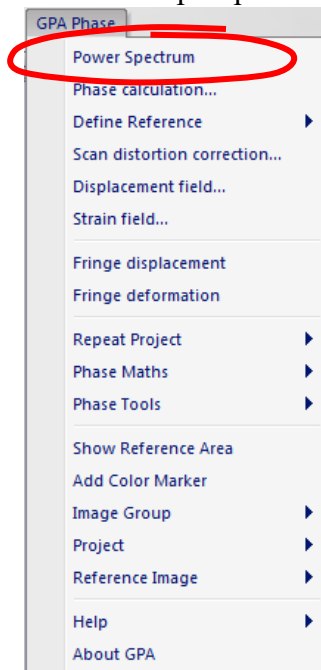 GPA Phase
Power Spectrum
Phase calculation...
Define Reference
Scan distortion correction...
Displacement field...
Strain field...
Fringe displacement
Fringe deformation
Repeat Project
Phase Maths
Phase Tools
Show Reference Area
Add Color Marker
Image Group
Project
Reference Image
Help
About GPA